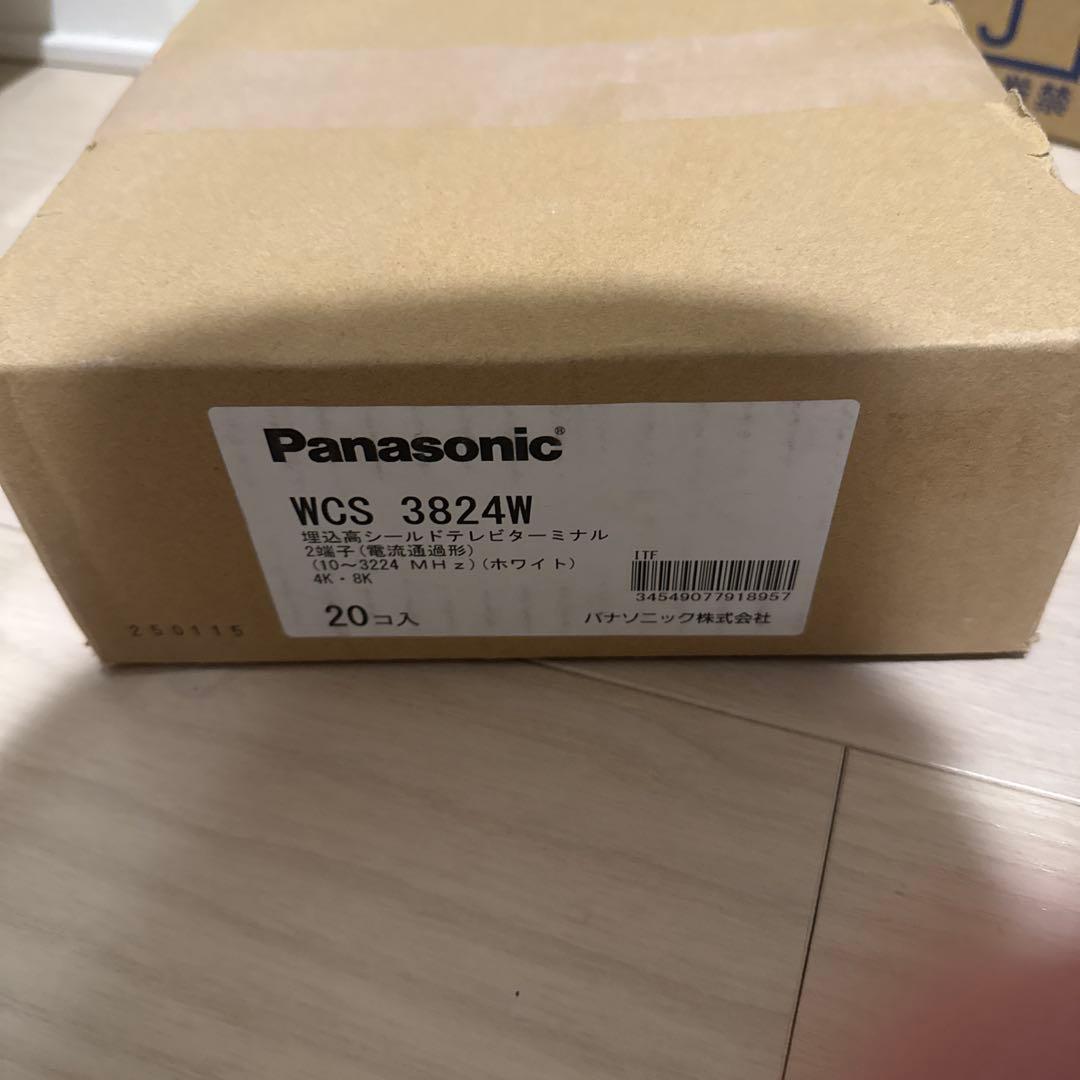 J
禁
Panasonic®
WCS 3824W
埋込高シールドテレビターミナル
2端子(電流通過形)
(10～3224 MHz)(ホワイト)
4K・8K
20コ入
ITF
34549077918957
パナソニック株式会社
250115